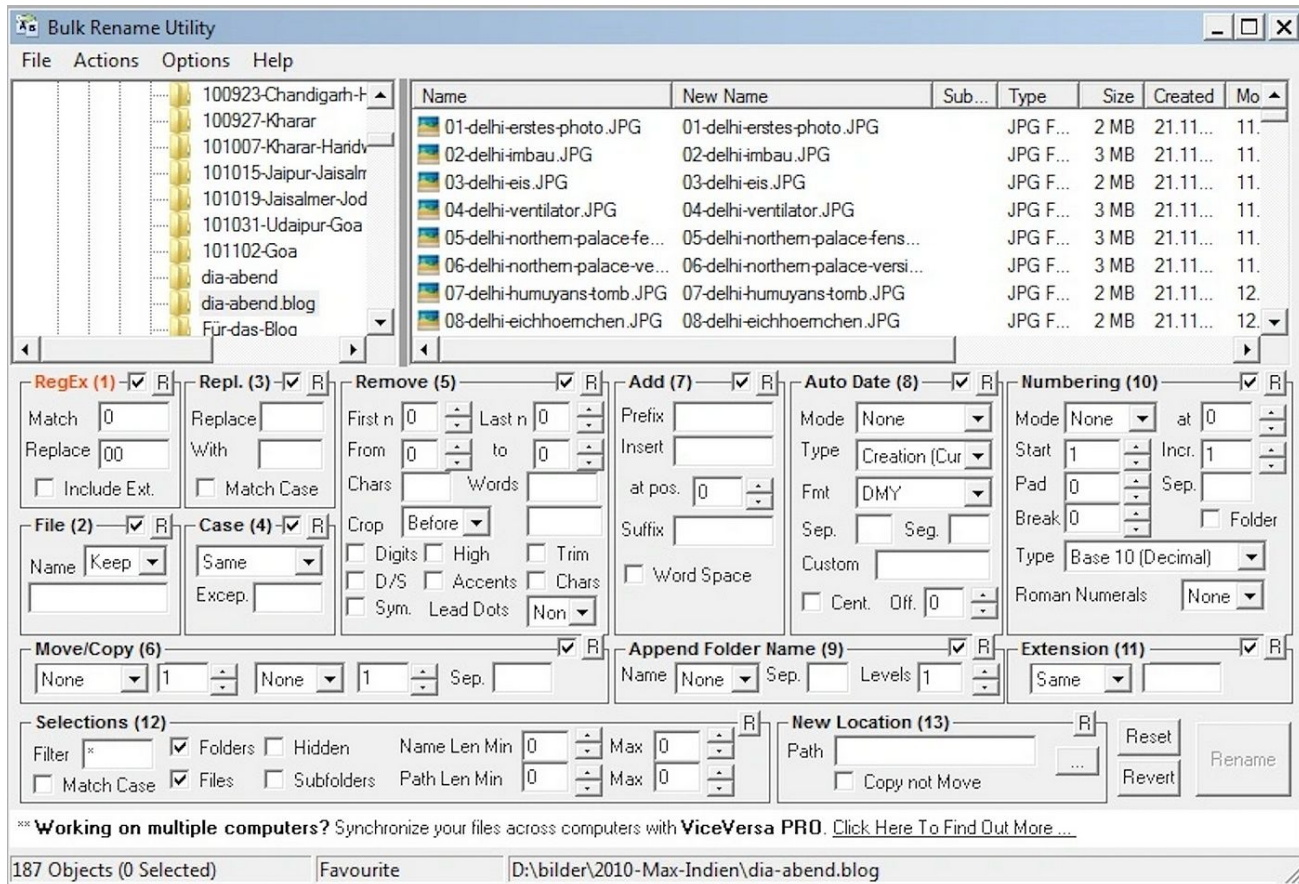 Bulk Rename Utility
File Actions Options Help
100923-Chandigarh-H
100927-Kharar
101007-Kharar-Haridw
101015-Jaipur-Jaisalm
101019-Jaisalmer-Jod
101031-Udaipur-Goa
101102-Goa
dia-abend
dia-abend.blog
Für-das-Blog
Name New Name Sub... Type Size Created Mo
01-delhi-erstes-photo.JPG 01-delhi-erstes-photo.JPG JPG F... 2 MB 21.11... 11.
02-delhi-imbau.JPG 02-delhi-imbau.JPG JPG F... 3 MB 21.11... 11.
03-delhi-eis.JPG 03-delhi-eis.JPG JPG F... 2 MB 21.11... 11.
04-delhi-ventilator.JPG 04-delhi-ventilator.JPG JPG F... 3 MB 21.11... 11.
05-delhi-northern-palace-fe... 05-delhi-northern-palace-fens... JPG F... 3 MB 21.11... 11.
06-delhi-northern-palace-ve... 06-delhi-northern-palace-versi... JPG F... 3 MB 21.11... 11.
07-delhi-humuyans-tomb.JPG 07-delhi-humuyans-tomb.JPG JPG F... 2 MB 21.11... 12.
08-delhi-eichhoernchen.JPG 08-delhi-eichhoernchen.JPG JPG F... 2 MB 21.11... 12.
RegEx (1) R
Match 0
Replace 00
Include Ext.
Repl. (3) R
Replace
With
Match Case
File (2) R
Name Keep
Case (4) R
Same
Excep.
Remove (5) R
First n 0 Last n 0
From 0 to 0
Chars Words
Crop Before
Digits High Trim
D/S Accents Chars
Sym. Lead Dots Non
Add (7) R
Prefix
Insert
at pos. 0
Suffix
Word Space
Auto Date (8) R
Mode None
Type Creation (Cur
Fmt DMY
Sep. Seg.
Custom
Cent. Off. 0
Numbering (10) R
Mode None at 0
Start 1 Incr. 1
Pad 0 Sep.
Break 0 Folder
Type Base 10 (Decimal)
Roman Numerals None
Move/Copy (6) R
None 1 None 1 Sep.
Append Folder Name (9) R
Name None Sep. Levels 1
Extension (11) R
Same
Selections (12) R
Filter * Folders Hidden Name Len Min 0 Max 0
Match Case Files Subfolders Path Len Min 0 Max 0
New Location (13) R
Path ...
Copy not Move
Reset
Revert
Rename
** Working on multiple computers? Synchronize your files across computers with ViceVersa PRO. Click Here To Find Out More ...
187 Objects (0 Selected) Favourite D:\bilder\2010-Max-Indien\dia-abend.blog